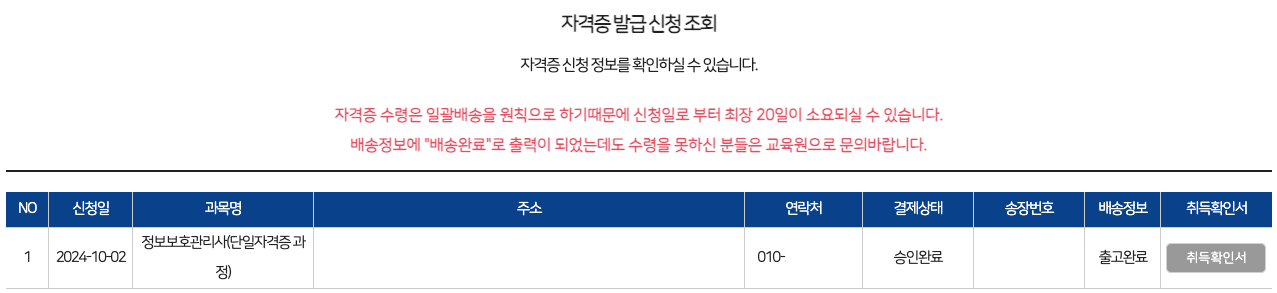 자격증 발급 신청 조회
자격증 신청 정보를 확인하실 수 있습니다.
자격증 수령은 일괄배송을 원칙으로 하기때문에 신청일로 부터 최장 20일이 소요되실 수 있습니다.
배송정보에 "배송완료"로 출력이 되었는데도 수령을 못하신 분들은 교육원으로 문의바랍니다.
NO 신청일 과목명 주소 연락처 결제상태 송장번호 배송정보 취득확인서
1 2024-10-02 정보보호관리사(단일자격증 과 010- 승인완료 출고완료 취득확인서
정)